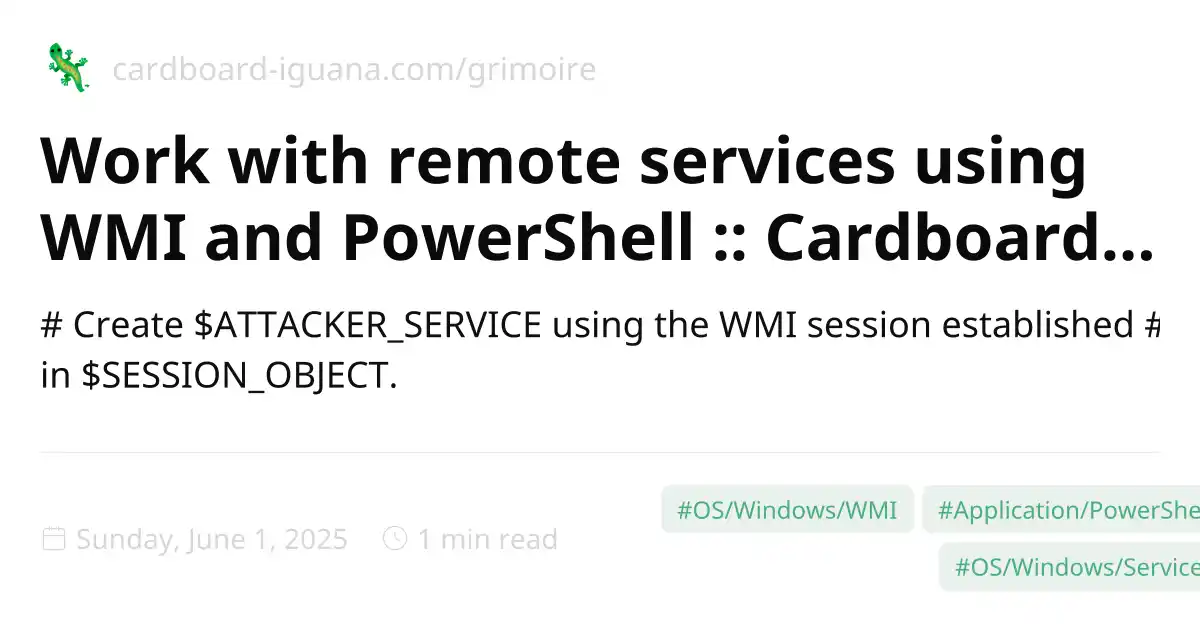 cardboard-iguana.com/grimoire
Work with remote services using
WMI and PowerShell :: Cardboard...
# Create $ATTACKER_SERVICE using the WMI session established #
in $SESSION_OBJECT.
Sunday, June 1, 2025 1 min read
#OS/Windows/WMI #Application/PowerShe
#OS/Windows/Service